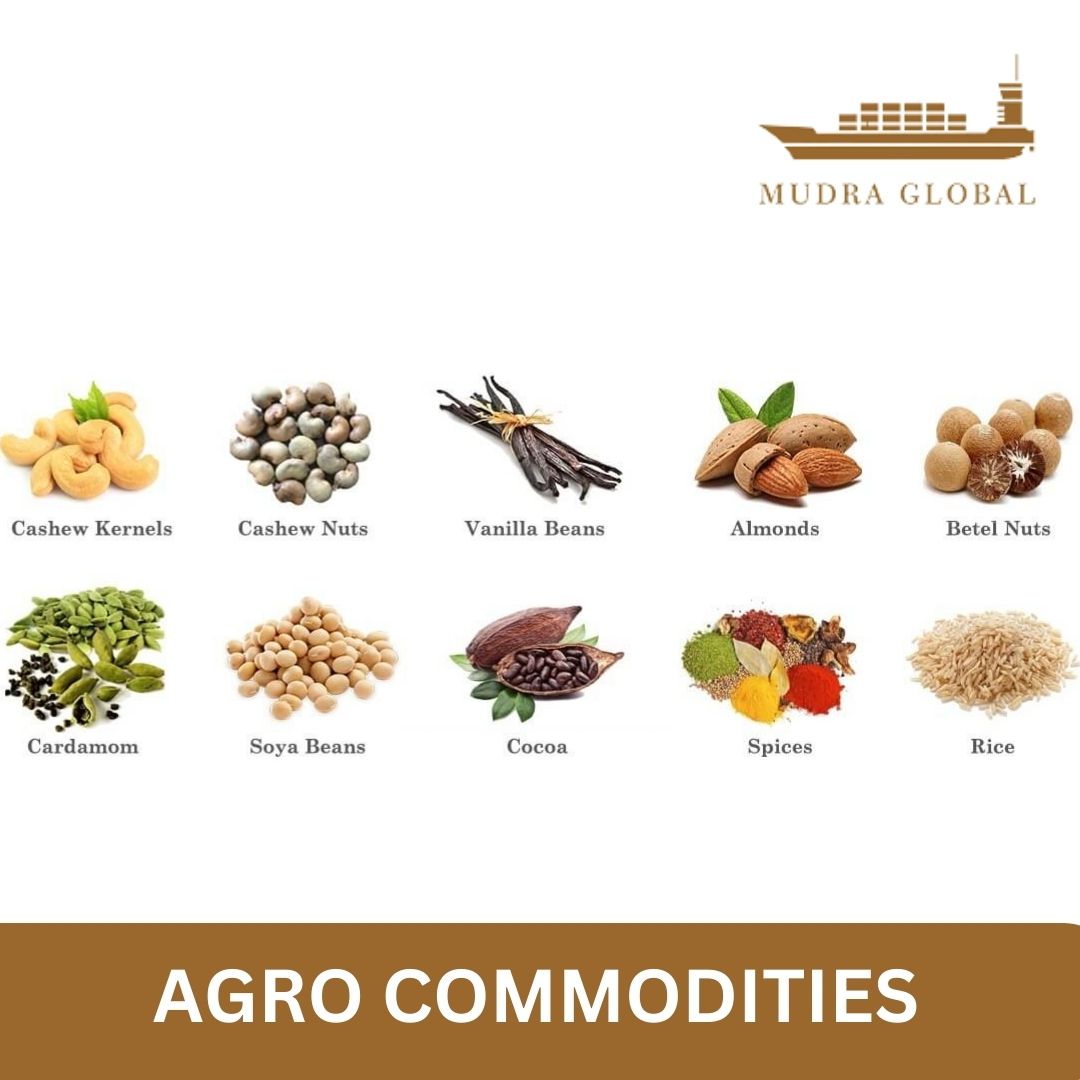 MUDRA GLOBAL
Cashew Kernels
Cashew Nuts
Vanilla Beans
Almonds
Betel Nuts
Cardamom
Soya Beans
Cocoa
Spices
Rice
AGRO COMMODITIES